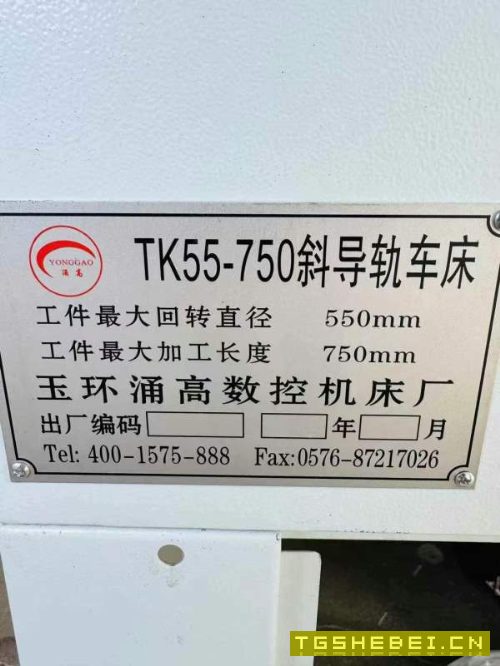 YONGGAO
涌高
TK55-750斜导轨车床
工件最大回转直径 550mm
工件最大加工长度 750mm
玉环涌高数控机床厂
出厂编码 年 月
Tel: 400-1575-888 Fax:0576-87217026
TGSHEBEI.CN